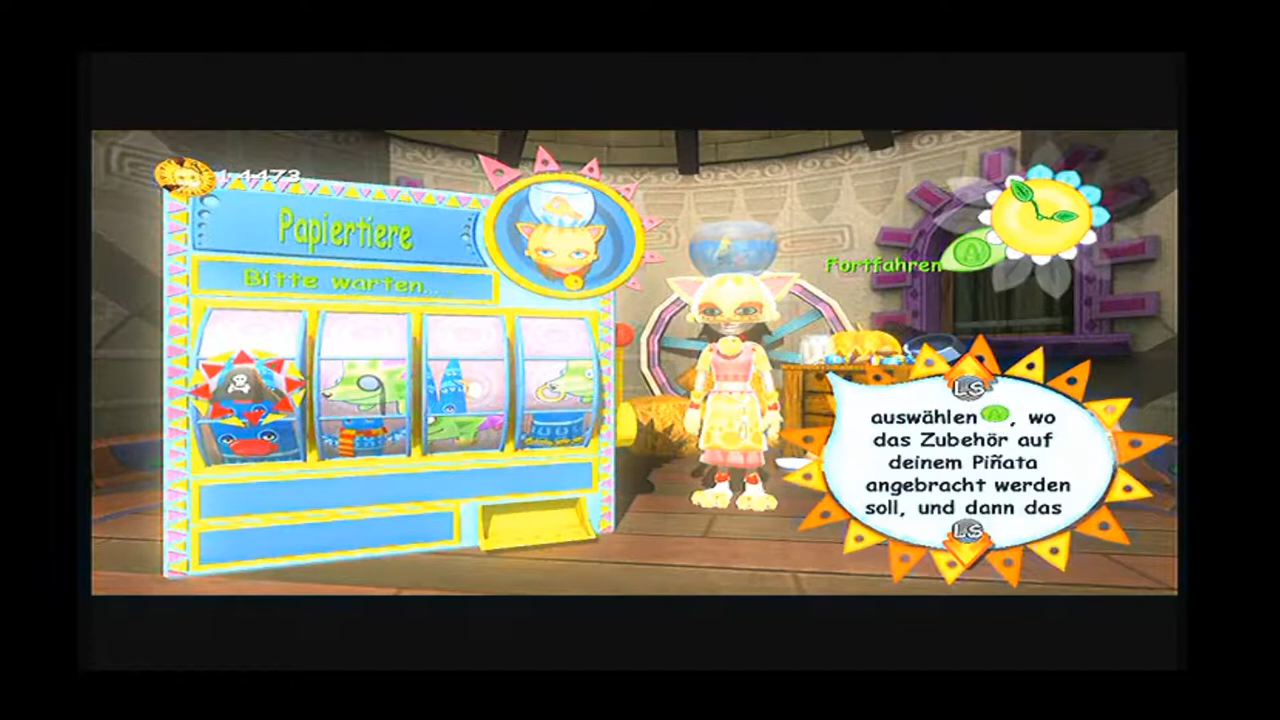 14473
Papiertiere
Bitte warten...
Fortfahren A
LS
auswählen A, wo
das Zubehör auf
deinem Piñata
angebracht werden
soll, und dann das
LS